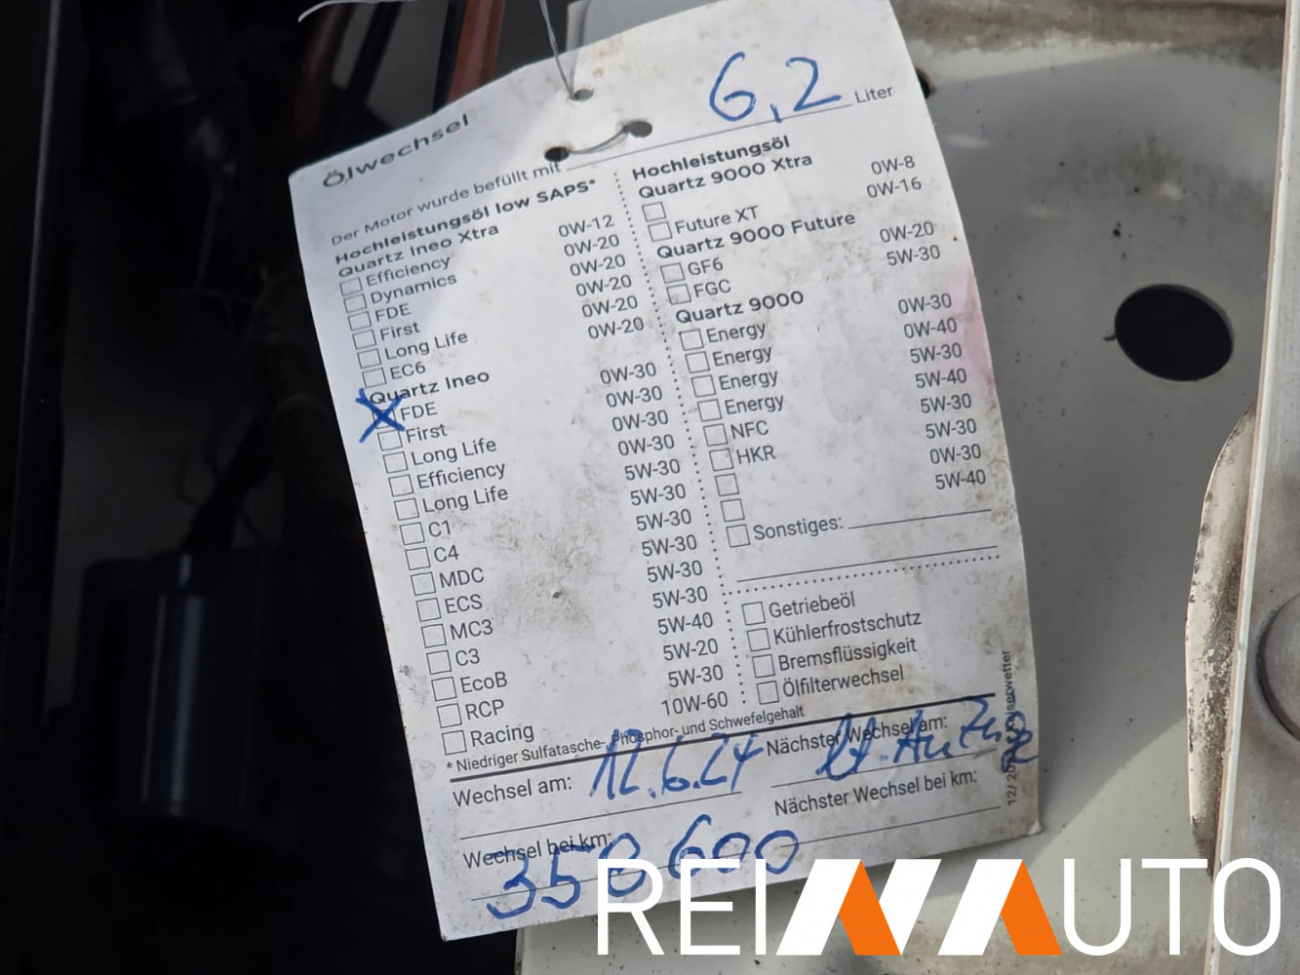 Ölwechsel
Der Motor wurde befüllt mit 6,2 Liter
Hochleistungsöl low SAPS*
Quartz Ineo Xtra
Efficiency 0W-12
Dynamics 0W-20
FDE 0W-20
First 0W-20
Long Life 0W-20
EC6 0W-20
Quartz Ineo
FDE 0W-30
First 0W-30
Long Life 0W-30
Efficiency 0W-30
Long Life 5W-30
C1 5W-30
C4 5W-30
MDC 5W-30
ECS 5W-30
MC3 5W-30
C3 5W-40
EcoB 5W-20
RCP 5W-30
Racing 10W-60
* Niedriger Sulfatasche- Phosphor- und Schwefelgehalt
Hochleistungsöl
Quartz 9000 Xtra
0W-8
Future XT 0W-16
Quartz 9000 Future
GF6 0W-20
FGC 5W-30
Quartz 9000
Energy 0W-30
Energy 0W-40
Energy 5W-30
Energy 5W-40
NFC 5W-30
HKR 5W-30
0W-30
5W-40
Sonstiges:
Getriebeöl
Kühlerfrostschutz
Bremsflüssigkeit
Ölfilterwechsel
Wechsel am: 12.6.24
Nächster Wechsel am:
Wechsel bei km: 358600
Nächster Wechsel bei km:
REINAUTO